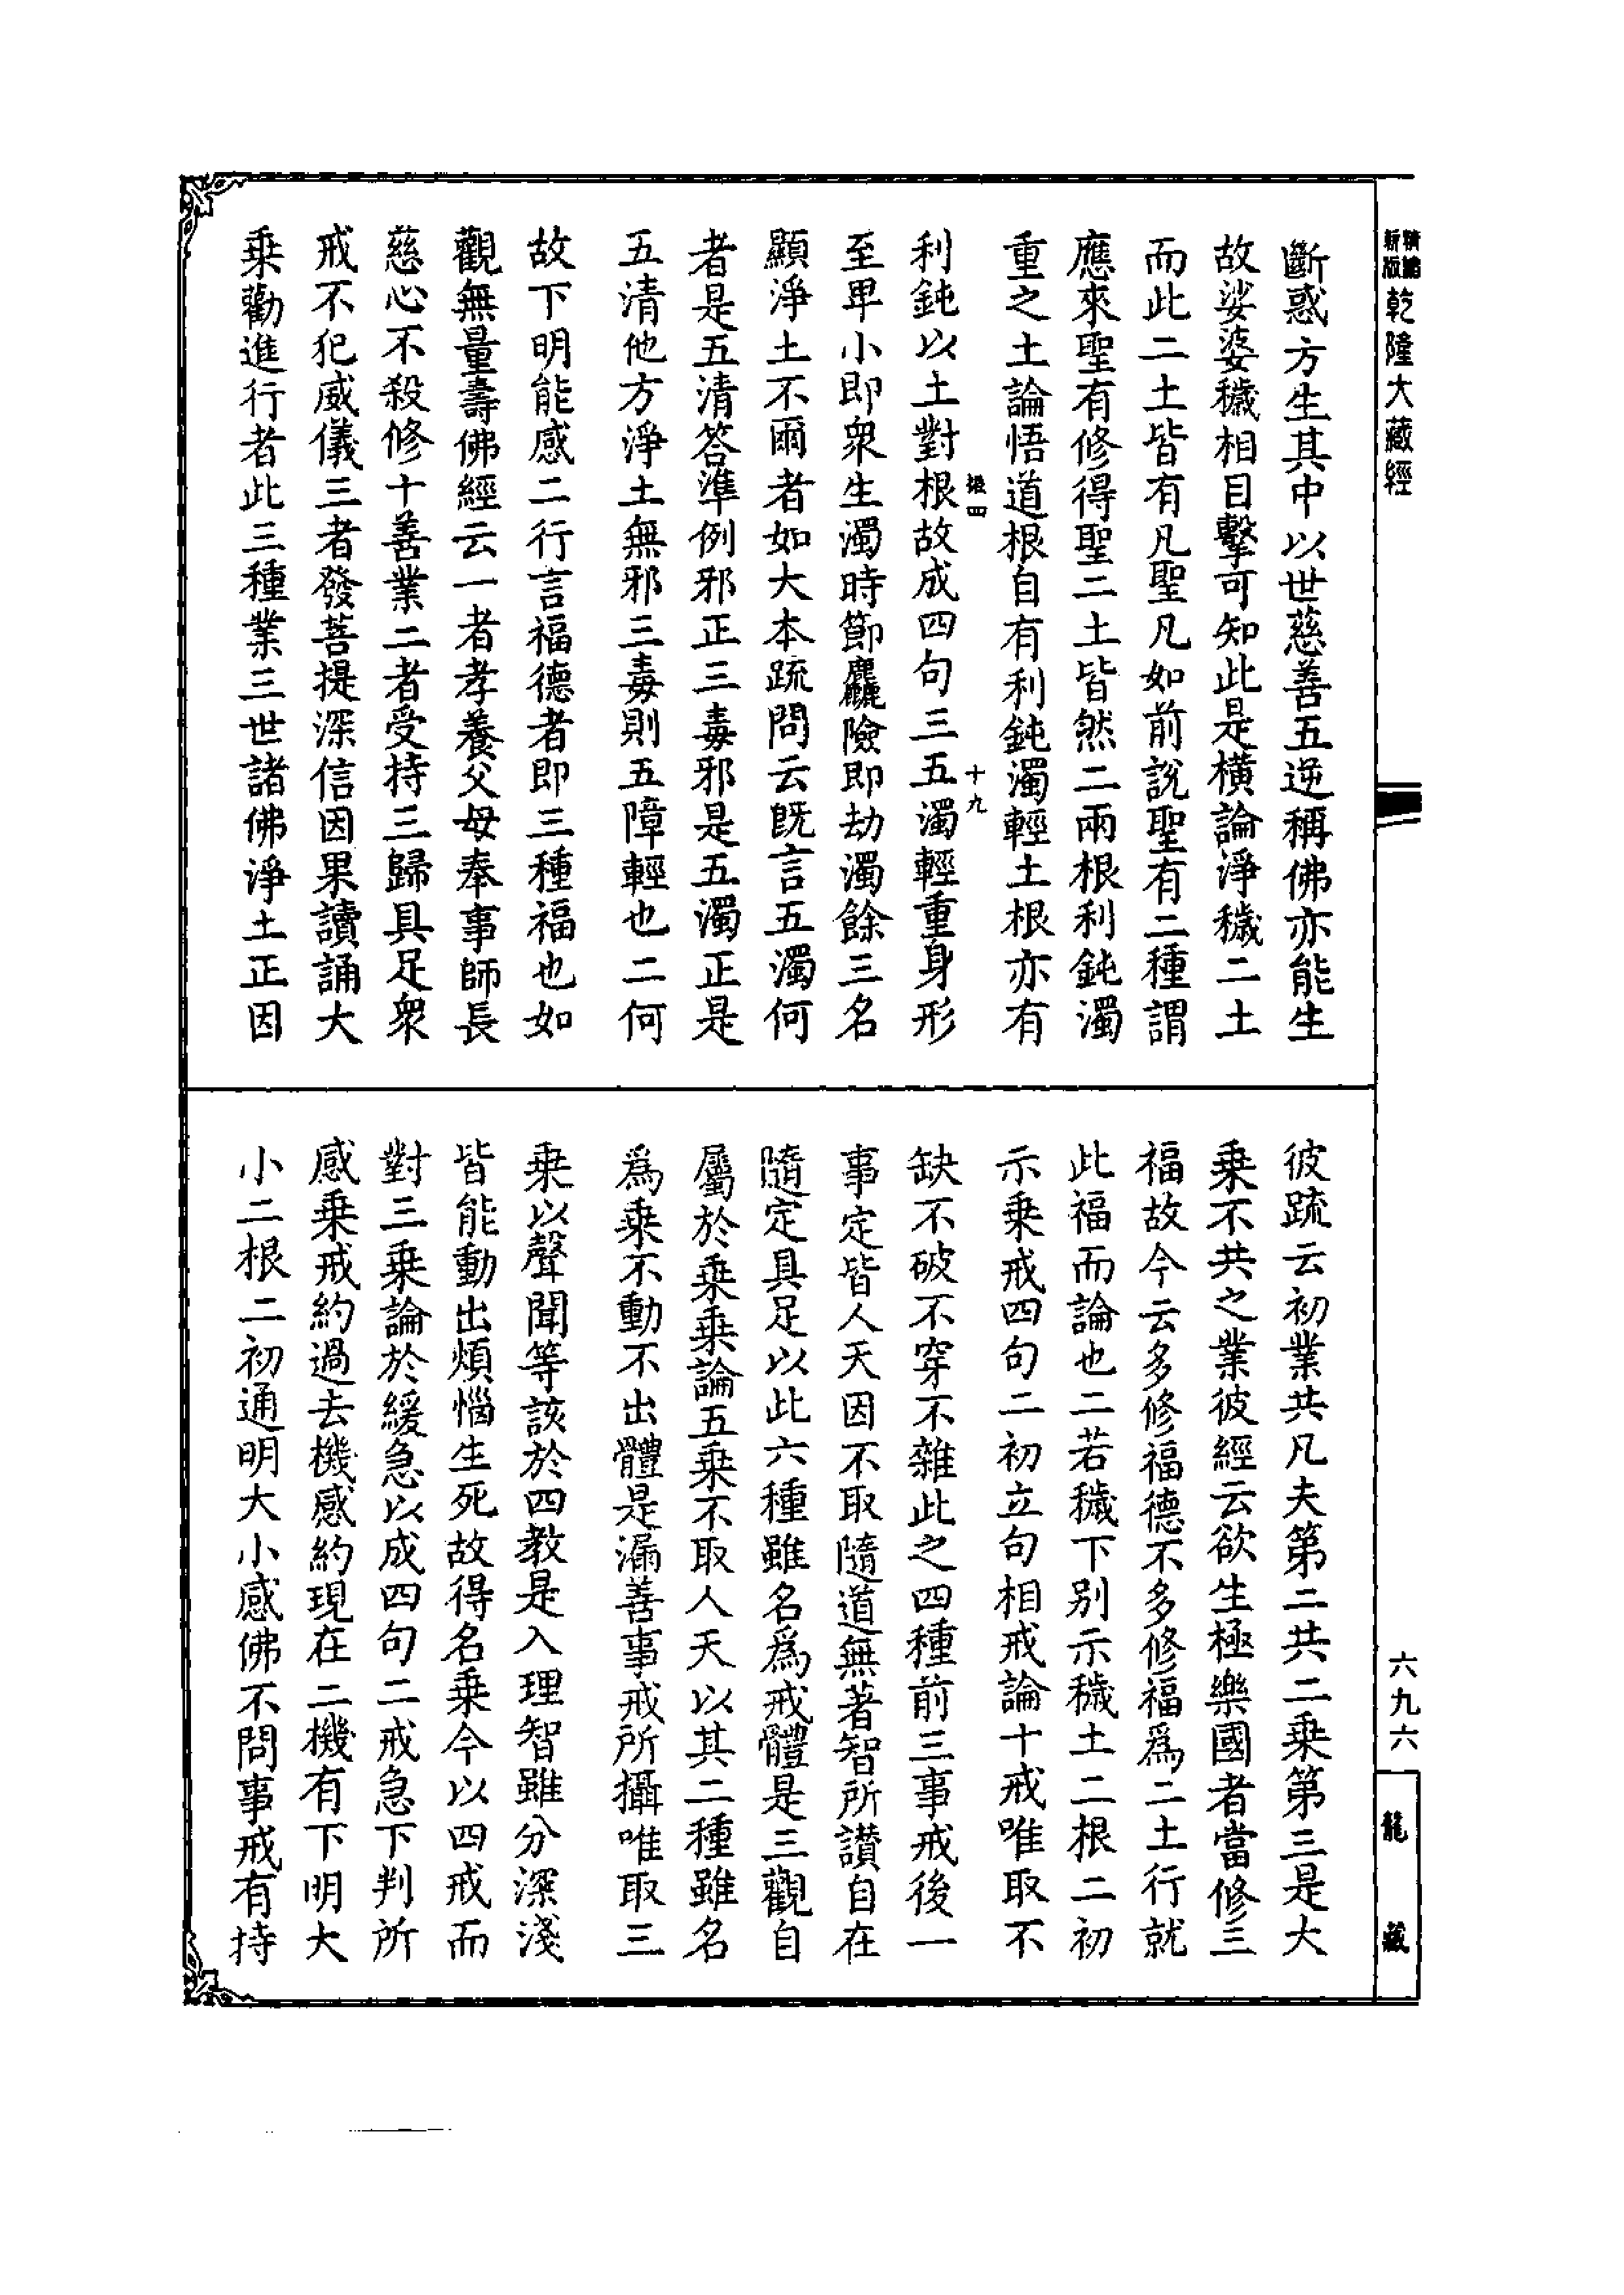 精編
新版
乾隆大藏經
斷惑方生其中以世慈善五逆稱佛亦能生
故娑婆穢相目擊可知此是橫論淨穢二土
而此二土皆有凡聖凡如前說聖有二種謂
應來聖有修得聖二土皆然二兩根利鈍濁
重之土論悟道根自有利鈍濁輕土根亦有
十九
利鈍以土對根故成四句三五濁輕重身形
至卑小即眾生濁時節麤險即劫濁餘三名
顯淨土不爾者如大本疏問云既言五濁何
者是五清答準例邪正三毒邪是五濁正是
五清他方淨土無邪三毒則五障輕也二何
故下明能感二行言福德者即三種福也如
觀無量壽佛經云一者孝養父母奉事師長
慈心不殺修十善業二者受持三歸具足眾
戒不犯威儀三者發菩提深信因果讀誦大
乗勸進行者此三種業三世諸佛淨土正因
彼疏云初業共凡夫第二共二乗第三是大
乗不共之業彼經云欲生極樂國者當修三
福故今云多修福德不多修福爲二土行就
此福而論也二若穢下別示穢土二根二初
示乗戒四句二初立句相戒論十戒唯取不
缺不破不穿不雜此之四種前三事戒後一
事定皆人天因不取隨道無著智所讃自在
隨定具足以此六種雖名爲戒體是三觀自
屬於乗乗論五乗不取人天以其二種雖名
爲乗不動不出體是漏善事戒所攝唯取三
乗以聲聞等該於四教是入理智雖分深淺
皆能動出煩惱生死故得名乗今以四戒而
對三乗論於緩急以成四句二戒急下判所
感乗戒約過去機感約現在二機有下明大
小二根二初通明大小感佛不問事戒有持
六九六
龍
藏